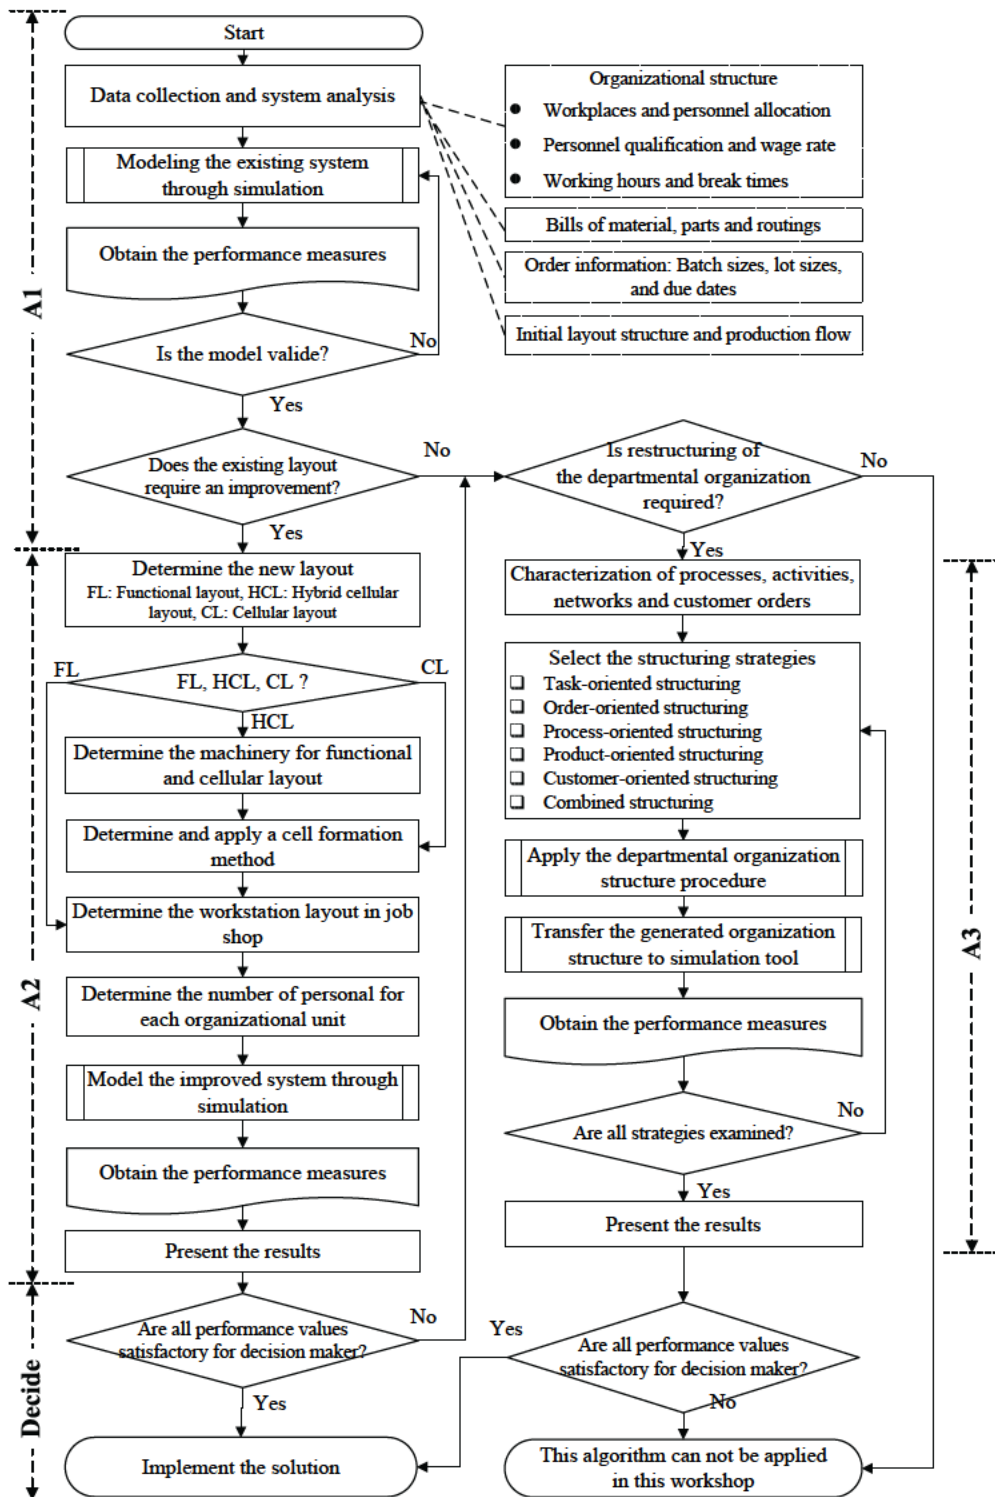 Start
Data collection and system analysis
Organizational structure
Workplaces and personnel allocation
Personnel qualification and wage rate
Working hours and break times
Bills of material, parts and routings
Order information: Batch sizes, lot sizes,
and due dates
Initial layout structure and production flow
Modeling the existing system
through simulation
Obtain the performance measures
Is the model valide?
No
Yes
A1
Does the existing layout
require an improvement?
No
Yes
Is restructuring of
the departmental organization
required?
No
Yes
Determine the new layout
FL: Functional layout, HCL: Hybrid cellular
layout, CL: Cellular layout
FL
CL
FL, HCL, CL ?
HCL
Determine the machinery for functional
and cellular layout
Determine and apply a cell formation
method
Determine the workstation layout in job
shop
Determine the number of personal for
each organizational unit
Model the improved system through
simulation
Obtain the performance measures
Present the results
A2
Characterization of processes, activities,
networks and customer orders
Select the structuring strategies
❑ Task-oriented structuring
❑ Order-oriented structuring
❑ Process-oriented structuring
❑ Product-oriented structuring
❑ Customer-oriented structuring
❑ Combined structuring
Apply the departmental organization
structure procedure
Transfer the generated organization
structure to simulation tool
Obtain the performance measures
Are all strategies examined?
No
Yes
Present the results
A3
Are all performance values
satisfactory for decision maker?
No
Yes
Are all performance values
satisfactory for decision maker?
Yes
No
Decide
Implement the solution
This algorithm can not be applied
in this workshop